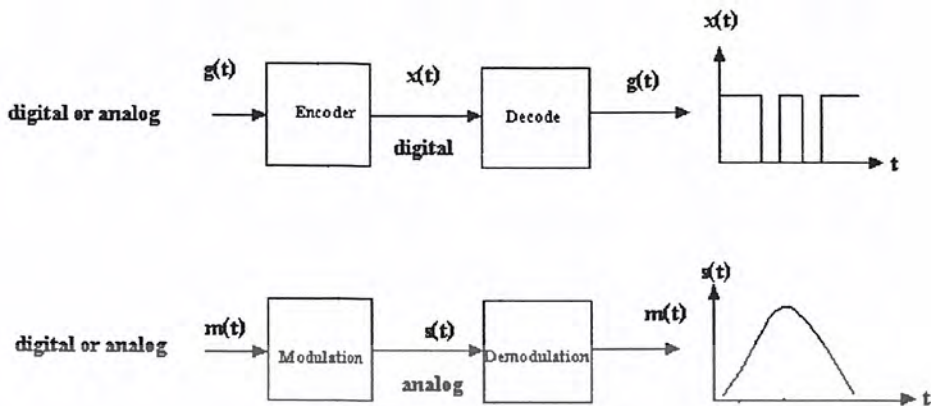 x(t)
g(t)
x(t)
g(t)
digital or analog
Encoder
Decode
digital
t
s(t)
m(t)
s(t)
m(t)
digital or analog
Modulation
Demodulation
analog
t